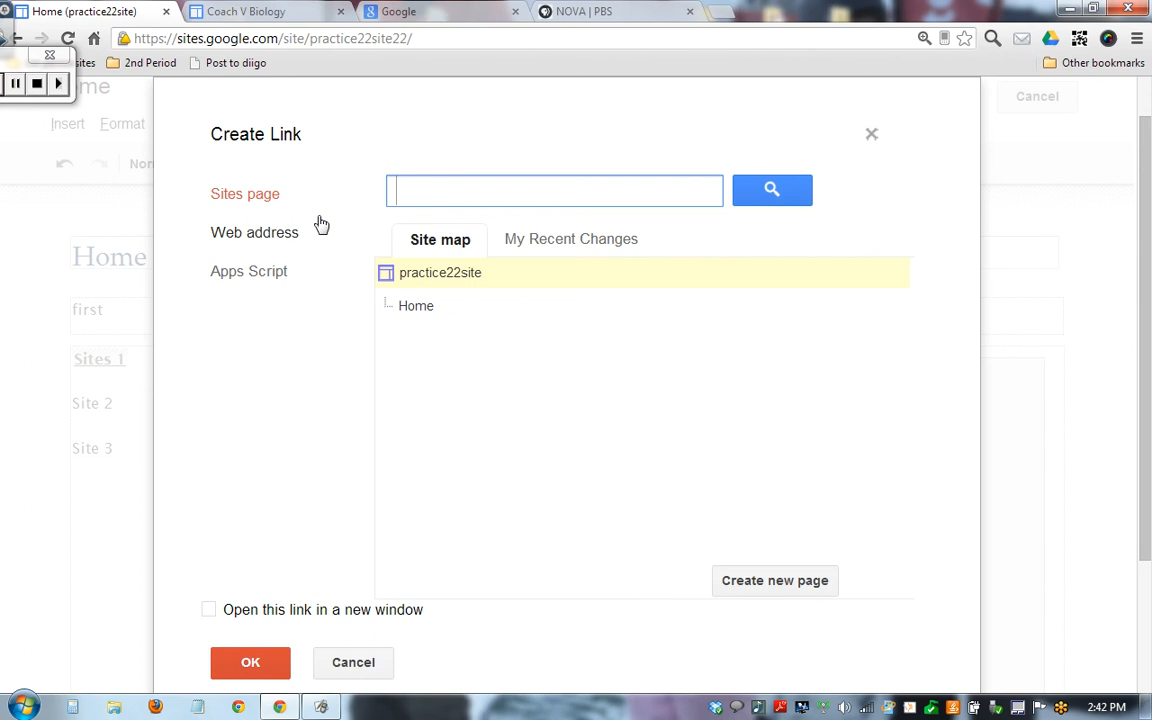 Home (practice22site)
Coach V Biology
Google
NOVA | PBS
https://sites.google.com/site/practice22site22/
sites
2nd Period
Post to diigo
Other bookmarks
me
Cancel
Insert Format
Nor
Create Link
Sites page
Web address
Apps Script
Site map
My Recent Changes
practice22site
Home
Create new page
Open this link in a new window
OK
Cancel
Home
first
Sites 1
Site 2
Site 3
2:42 PM